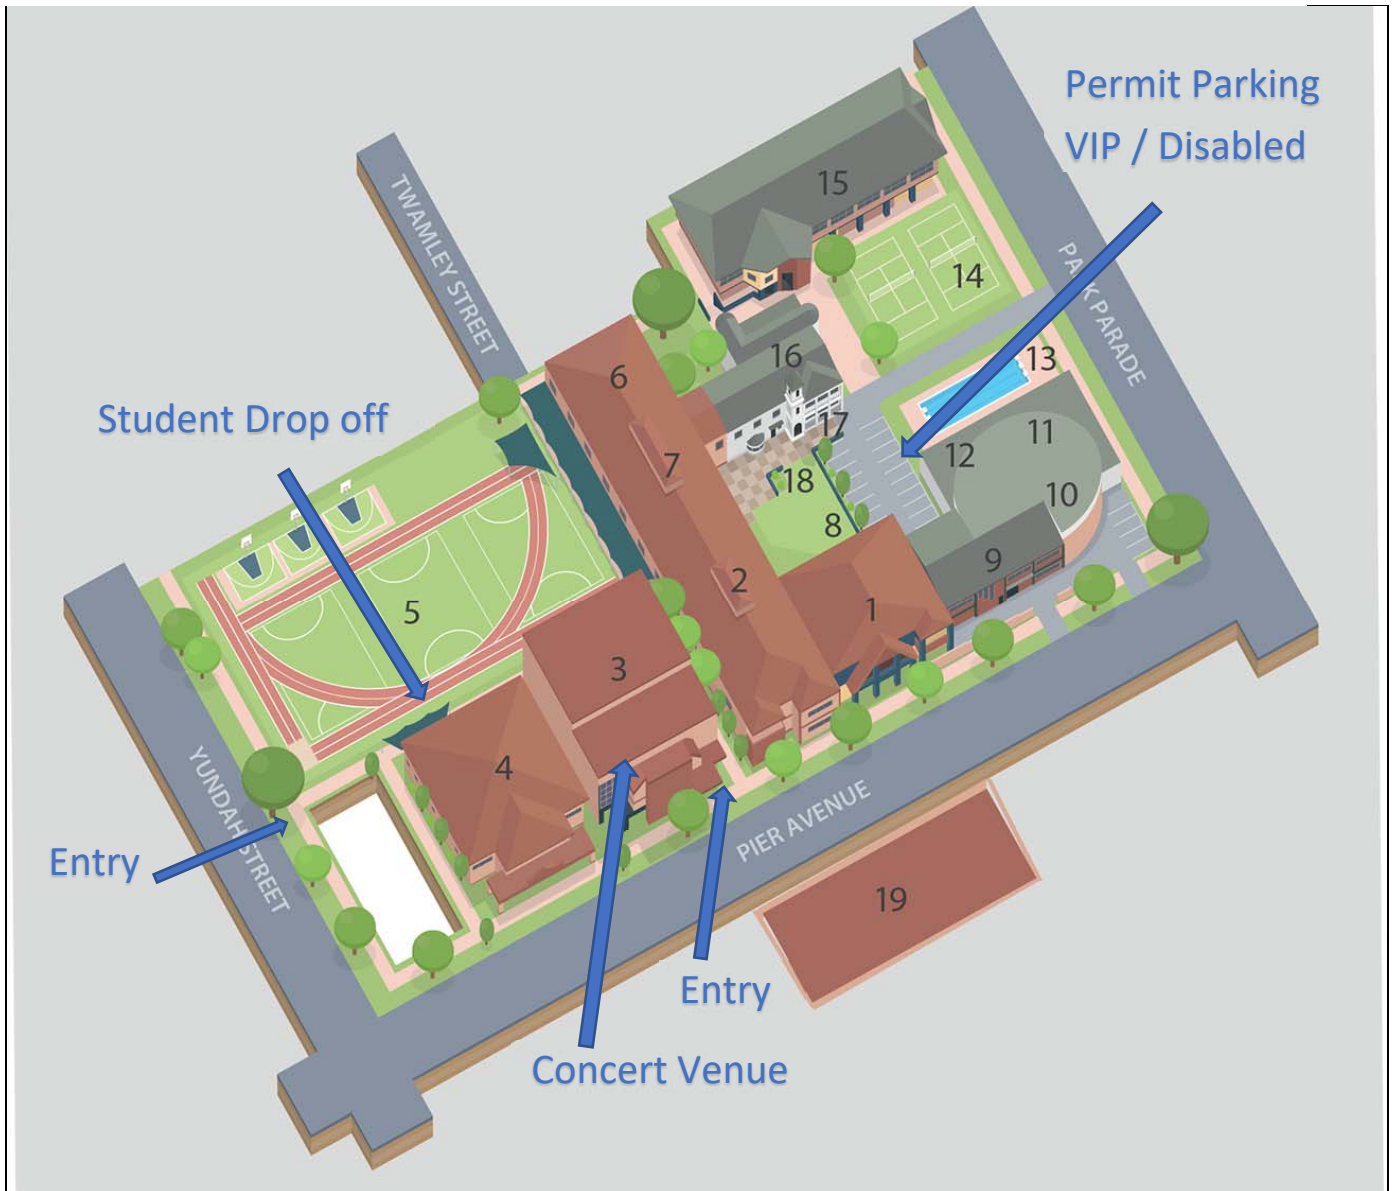 Permit Parking
VIP / Disabled
15
TWAMLEY STREET
14
PARK PARADE
16
13
6
Student Drop off
17
11
12
7
18
10
8
9
2
5
1
3
4
YUNDAH STREET
PIER AVENUE
Entry
19
Entry
Concert Venue